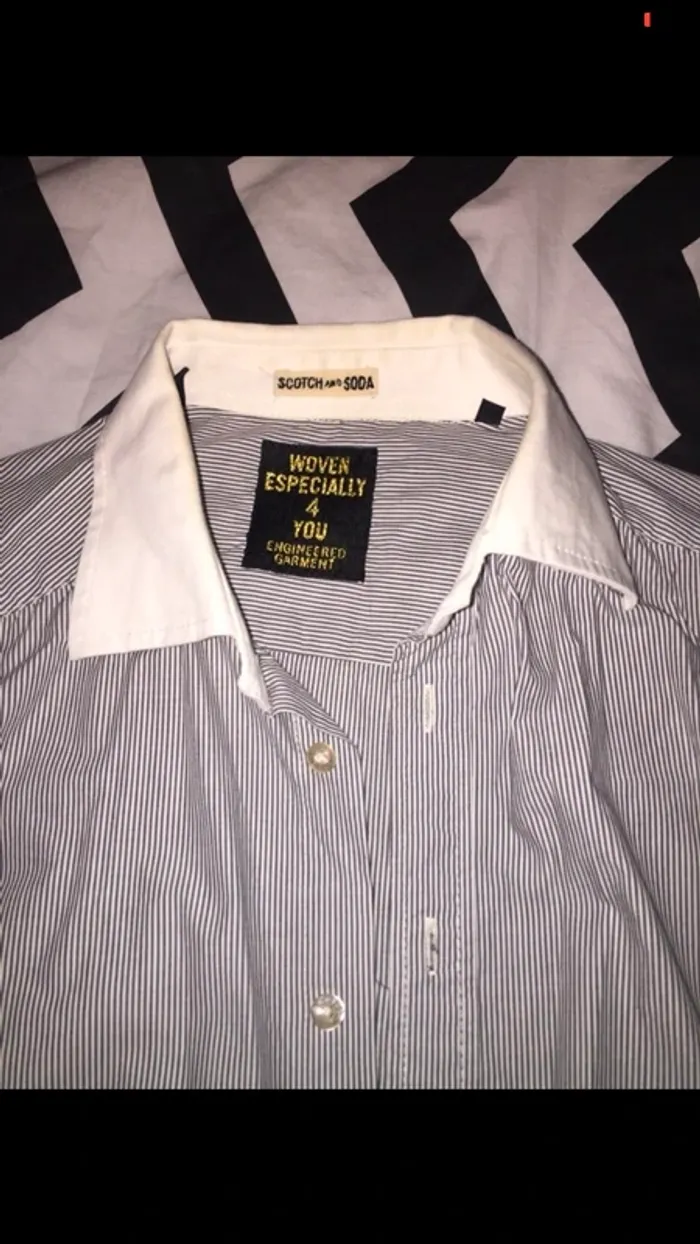 SCOTCH AND SODA
WOVEN
ESPECIALLY
4
YOU
ENGINEERED
GARMENT